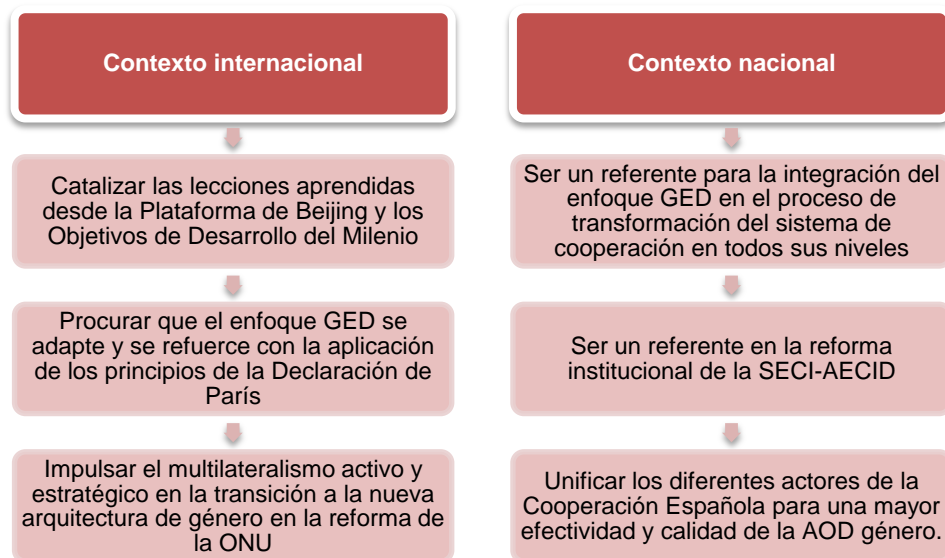 Contexto internacional
Catalizar las lecciones aprendidas
desde la Plataforma de Beijing y los
Objetivos de Desarrollo del Milenio
Procurar que el enfoque GED se
adapte y se refuerce con la aplicación
de los principios de la Declaración de
París
Impulsar el multilateralismo activo y
estratégico en la transición a la nueva
arquitectura de género en la reforma de
la ONU
Contexto nacional
Ser un referente para la integración del
enfoque GED en el proceso de
transformación del sistema de
cooperación en todos sus niveles
Ser un referente en la reforma
institucional de la SECI-AECID
Unificar los diferentes actores de la
Cooperación Española para una mayor
efectividad y calidad de la AOD género.